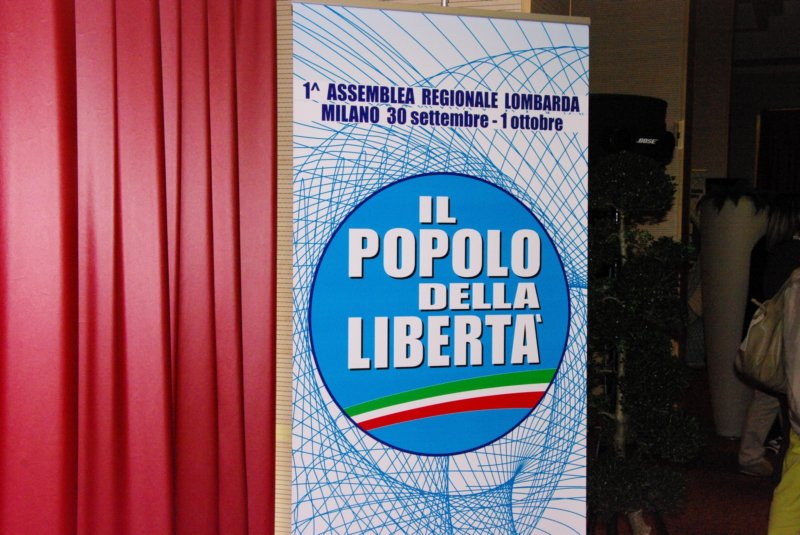 1^ ASSEMBLEA REGIONALE LOMBARDA
MILANO 30 settembre - 1 ottobre
IL
POPOLO
DELLA
LIBERTA'
BOSE